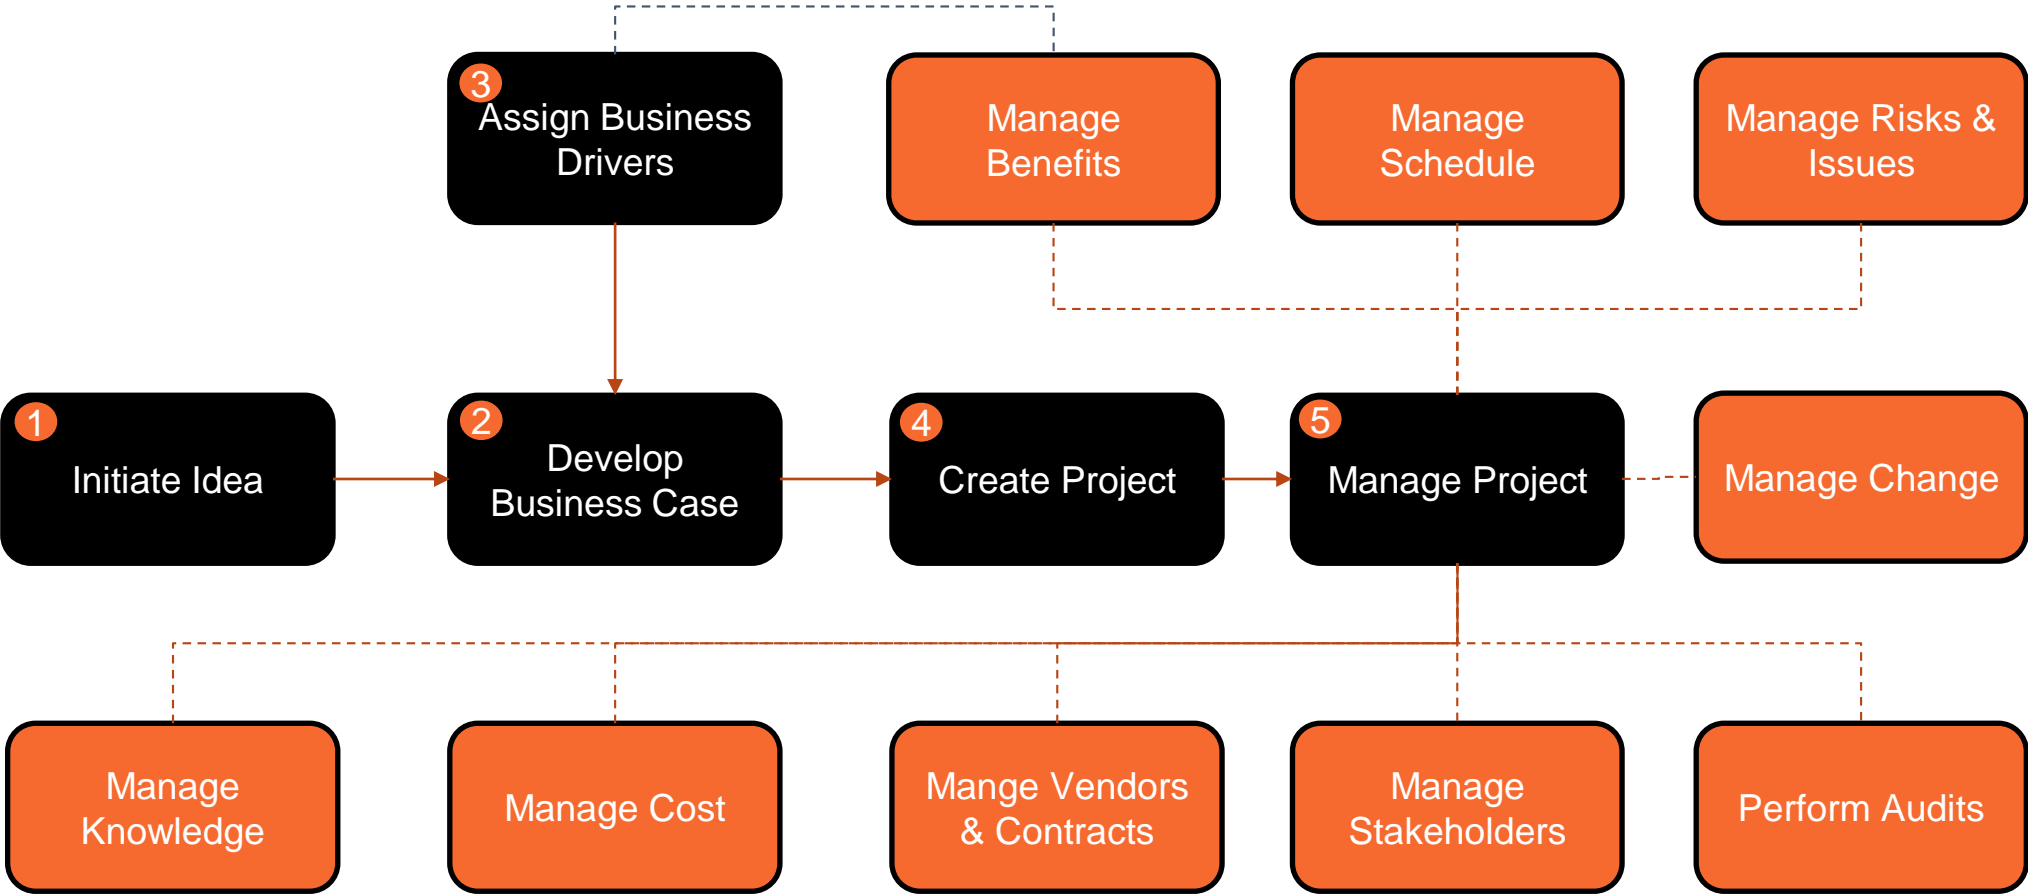 3
Assign Business
Drivers
Manage
Benefits
Manage
Schedule
Manage Risks &
Issues
1
Initiate Idea
2
Develop
Business Case
4
Create Project
5
Manage Project
Manage Change
Manage
Knowledge
Manage Cost
Mange Vendors
& Contracts
Manage
Stakeholders
Perform Audits